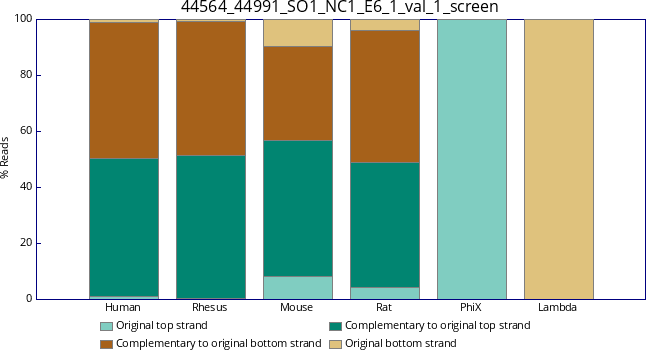 44564_44991_SO1_NC1_E6_1_val_1_screen
100
80
60
40
20
0
% Reads
Human Rhesus Mouse Rat PhiX Lambda
Original top strand Complementary to original top strand
Complementary to original bottom strand Original bottom strand